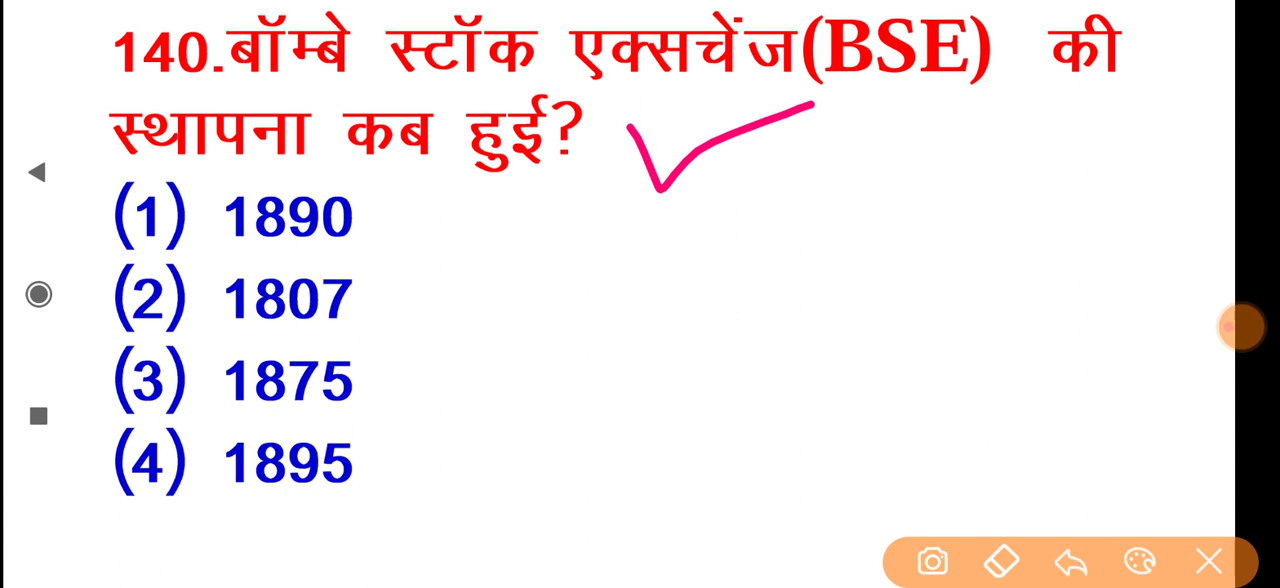 140.बॉम्बे स्टॉक एक्सचेंज(BSE) की
स्थापना कब हुई?
(1) 1890
(2) 1807
(3) 1875
(4) 1895